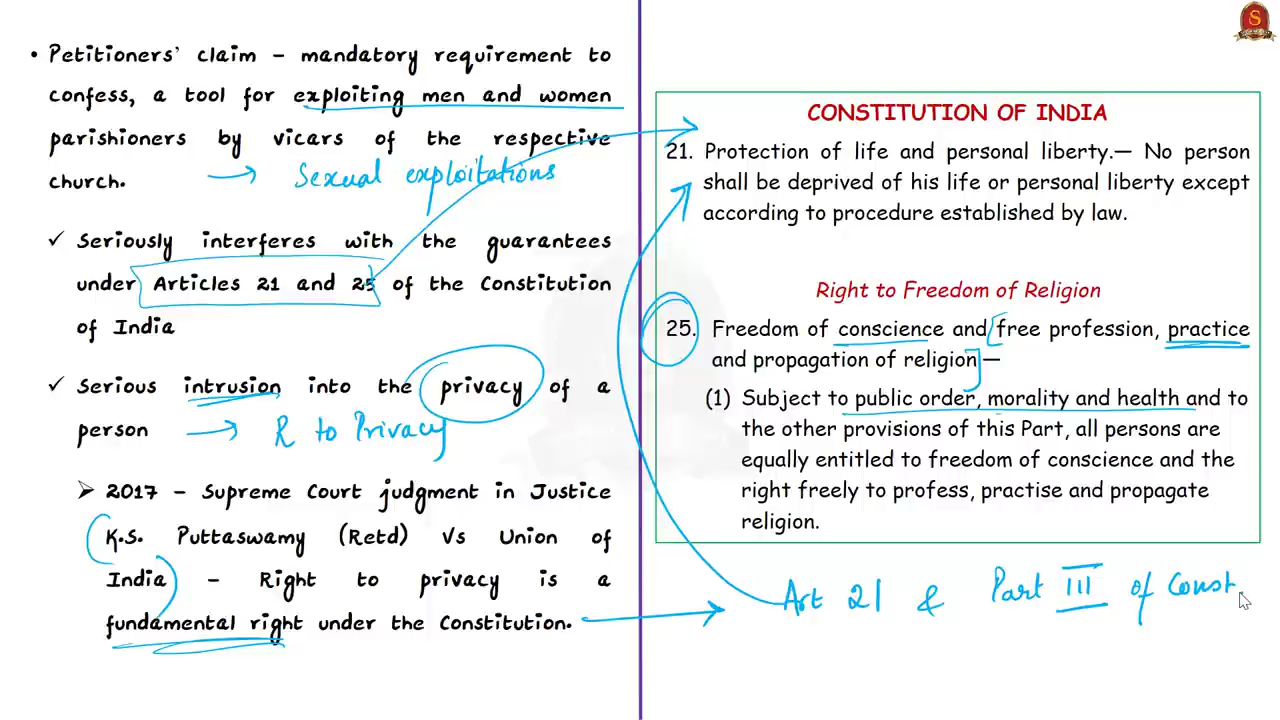 • Petitioners' claim – mandatory requirement to
confess, a tool for exploiting men and women
parishioners by vicars of the respective
church. → Sexual exploitations
✓ Seriously interferes with the guarantees
under Articles 21 and 25 of the Constitution
of India
✓ Serious intrusion into the privacy of a
person → R to Privacy
➢ 2017 – Supreme Court judgment in Justice
K.S. Puttaswamy (Retd) Vs Union of
India – Right to privacy is a
fundamental right under the Constitution.
S
CONSTITUTION OF INDIA
21. Protection of life and personal liberty.— No person
shall be deprived of his life or personal liberty except
according to procedure established by law.
Right to Freedom of Religion
25. Freedom of conscience and free profession, practice
and propagation of religion—
(1) Subject to public order, morality and health and to
the other provisions of this Part, all persons are
equally entitled to freedom of conscience and the
right freely to profess, practise and propagate
religion.
Art 21 & Part III of Const